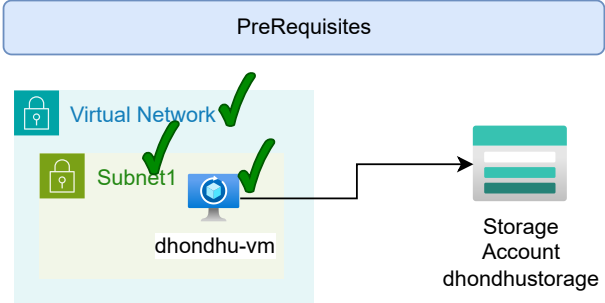 PreRequisites
Virtual Network
Subnet1
dhondhu-vm
Storage
Account
dhondhustorage